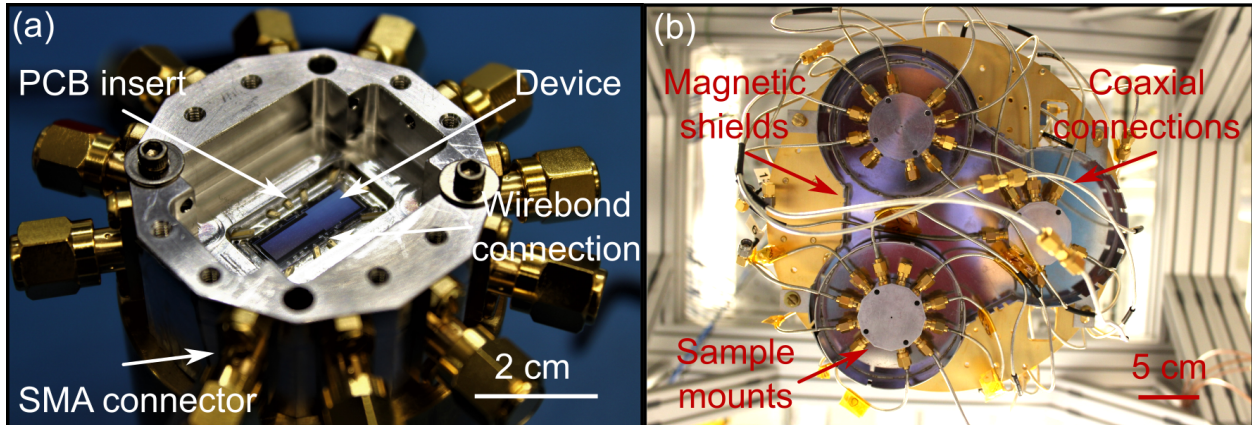 (a)
PCB insert
Device
Wirebond
connection
SMA connector
2 cm
(b)
Magnetic
shields
Coaxial
connections
Sample
mounts
5 cm